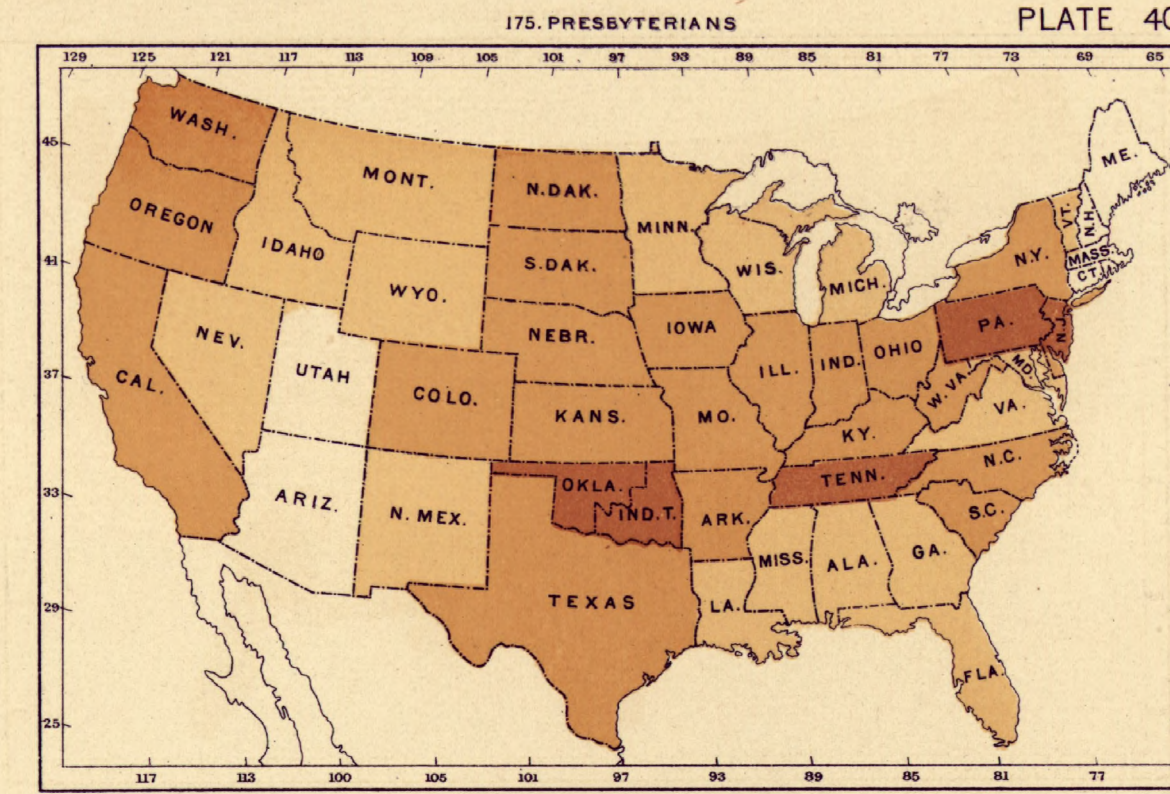 175. PRESBYTERIANS
PLATE 40
129 125 121 117 113 109 105 101 97 93 89 85 81 77 73 69 65
45
41
37
33
29
25
WASH.
OREGON
CAL.
NEV.
IDAHO
MONT.
WYO.
UTAH
COLO.
ARIZ.
N. MEX.
N.DAK.
S.DAK.
NEBR.
KANS.
OKLA.
IND.T.
TEXAS
MINN.
IOWA
MO.
ARK.
LA.
WIS.
ILL.
MICH.
IND.
OHIO
KY.
TENN.
MISS.
ALA.
GA.
FLA.
S.C.
N.C.
VA.
W.VA.
MD.
PA.
N.J.
N.Y.
VT.
N.H.
ME.
MASS.
CT.
117 113 100 105 101 97 93 89 85 81 77